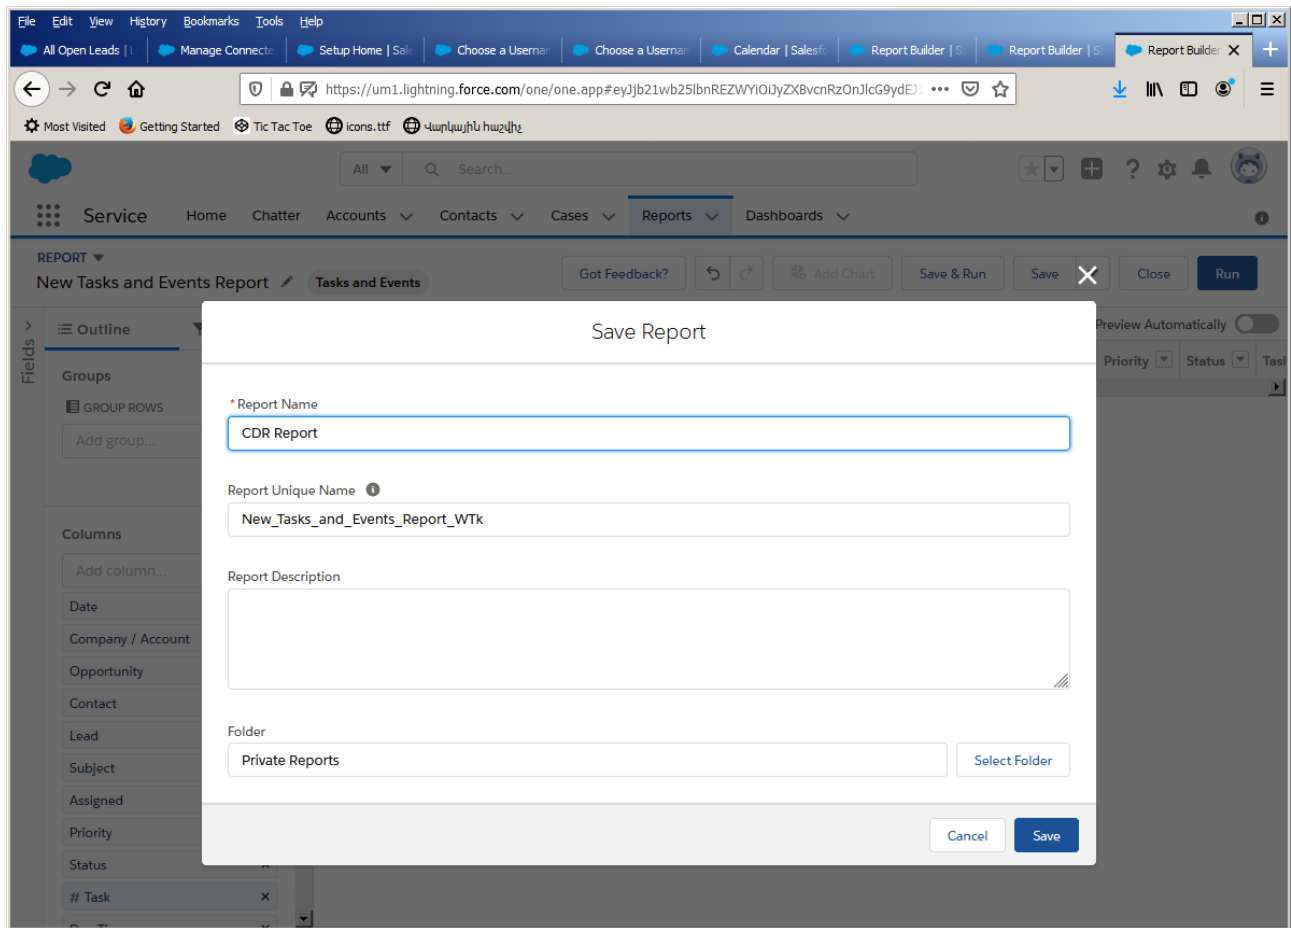 File Edit View History Bookmarks Tools Help
All Open Leads | L Manage Connecte Setup Home | Sale Choose a Usernam Choose a Usernam Calendar | Salesfo Report Builder | S Report Builder | Sa Report Builder
https://um1.lightning.force.com/one/one.app#eyJjb21wb25lbnREZWYiOiJyZXBvcnRzOnJlcG9ydEJ1
Most Visited Getting Started Tic Tac Toe icons.ttf Վարկային հաշվիչ
All Search...
Service Home Chatter Accounts Contacts Cases Reports Dashboards
REPORT
New Tasks and Events Report Tasks and Events Got Feedback? Add Chart Save & Run Save Close Run
Fields
Outline
Preview Automatically
Priority Status Task
Groups
GROUP ROWS
Add group...
Columns
Add column...
Date
Company / Account
Opportunity
Contact
Lead
Subject
Assigned
Priority
Status
# Task
Save Report
*Report Name
CDR Report
Report Unique Name
New_Tasks_and_Events_Report_WTk
Report Description
Folder
Private Reports Select Folder
Cancel Save